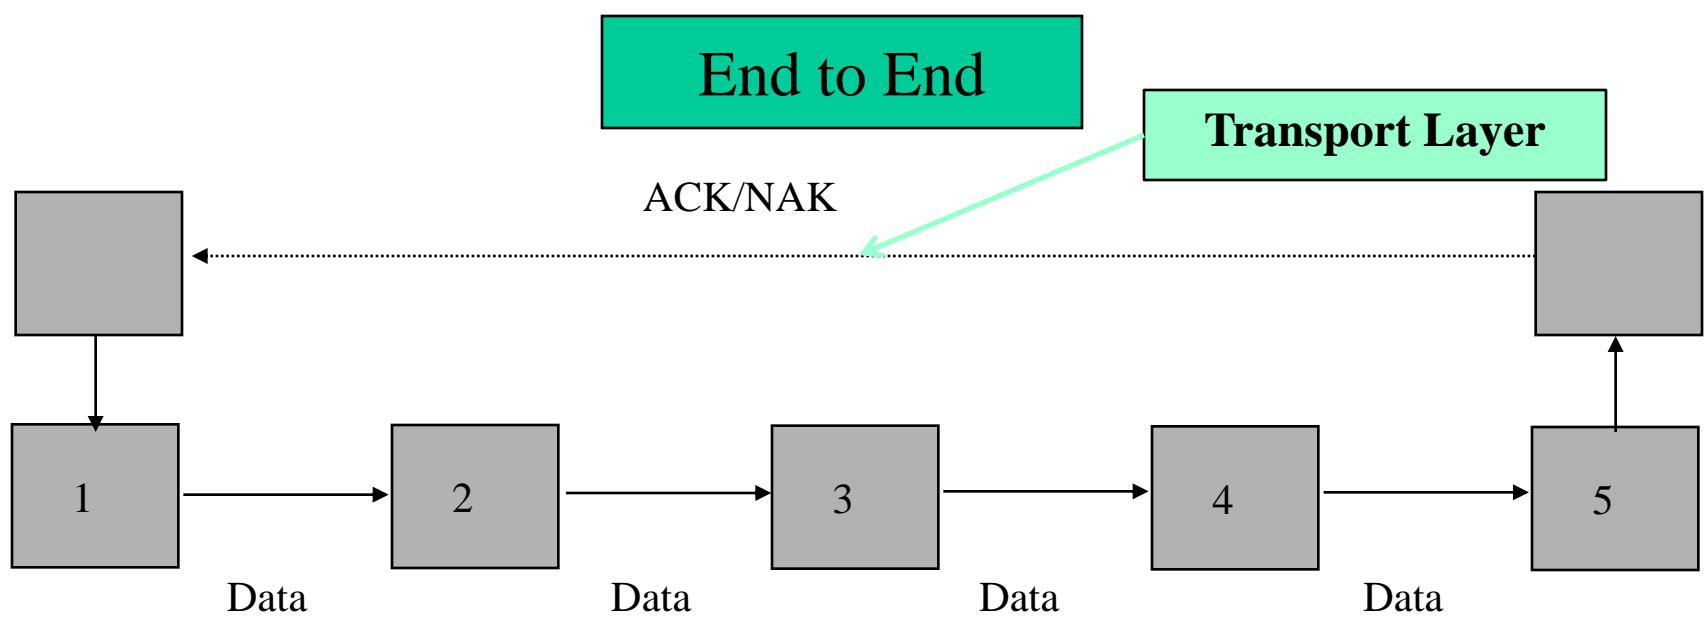 End to End
Transport Layer
ACK/NAK
1 2 3 4 5
Data Data Data Data